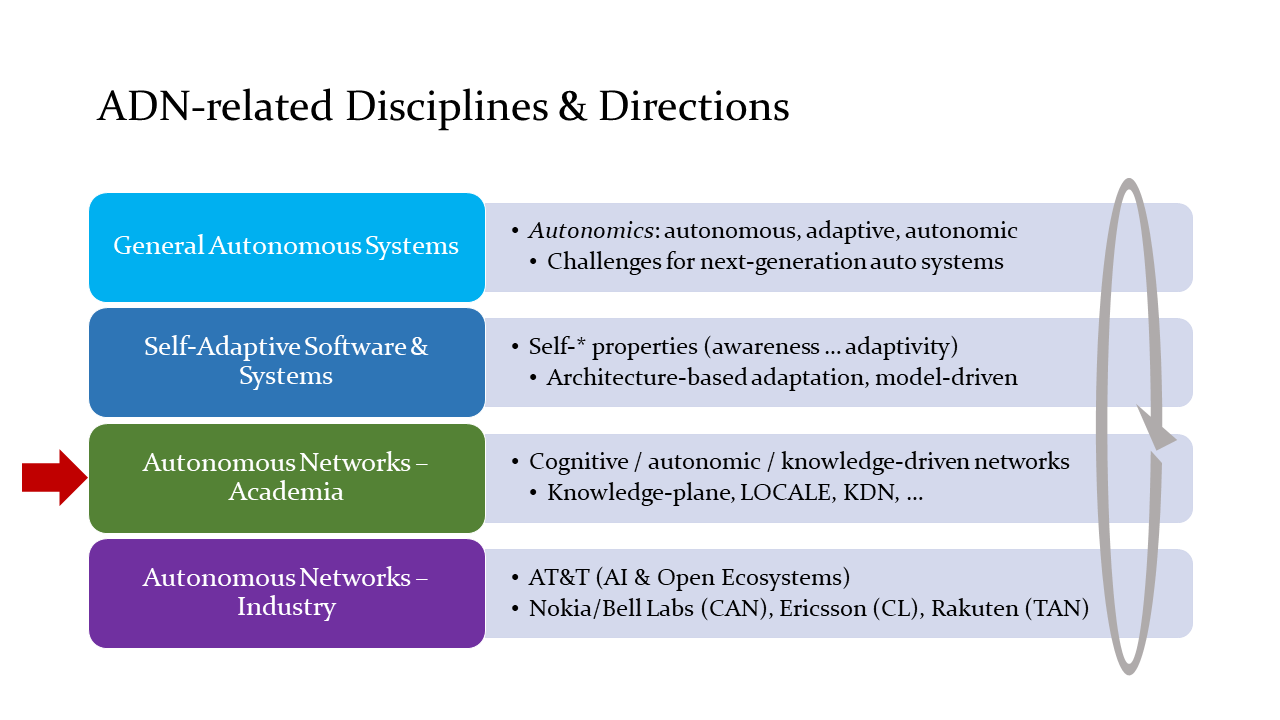 ADN-related Disciplines & Directions
General Autonomous Systems
• Autonomics: autonomous, adaptive, autonomic
• Challenges for next-generation auto systems
Self-Adaptive Software &
Systems
• Self-* properties (awareness ... adaptivity)
• Architecture-based adaptation, model-driven
Autonomous Networks –
Academia
• Cognitive / autonomic / knowledge-driven networks
• Knowledge-plane, LOCALE, KDN, ...
Autonomous Networks –
Industry
• AT&T (AI & Open Ecosystems)
• Nokia/Bell Labs (CAN), Ericsson (CL), Rakuten (TAN)